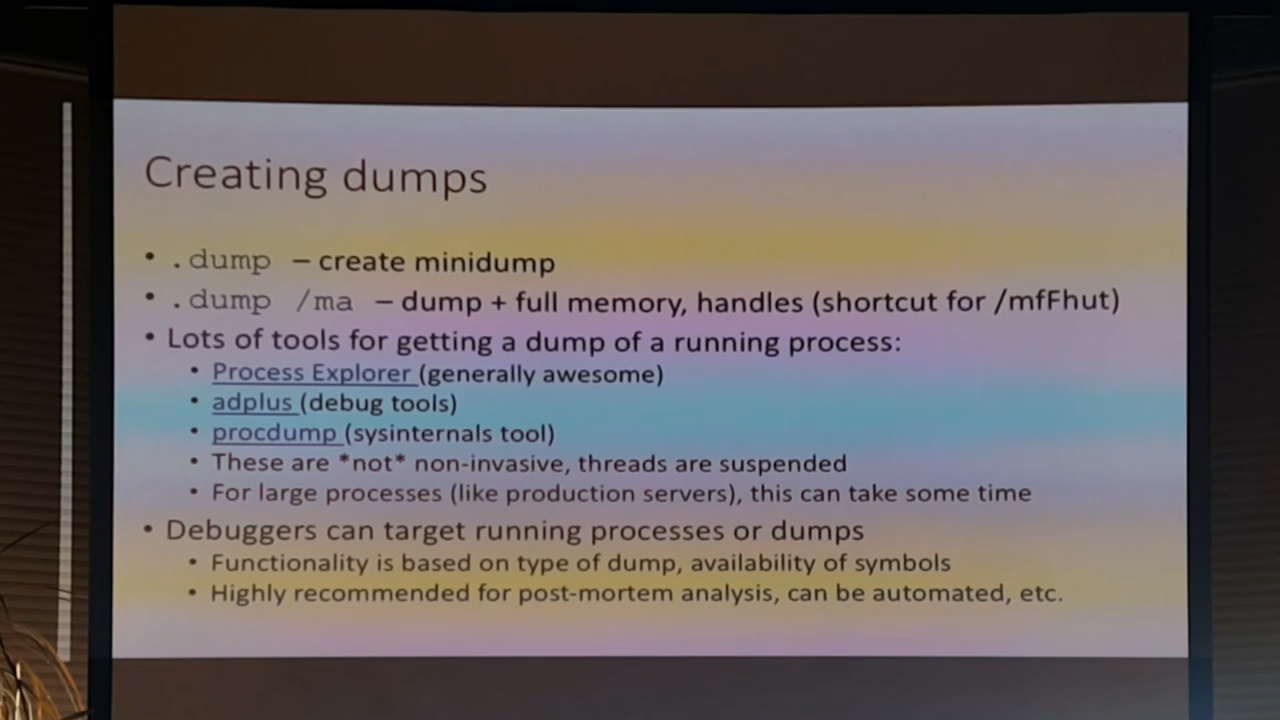 Creating dumps
• .dump – create minidump
• .dump /ma – dump + full memory, handles (shortcut for /mfFhut)
• Lots of tools for getting a dump of a running process:
• Process Explorer (generally awesome)
• adplus (debug tools)
• procdump (sysinternals tool)
• These are *not* non-invasive, threads are suspended
• For large processes (like production servers), this can take some time
• Debuggers can target running processes or dumps
• Functionality is based on type of dump, availability of symbols
• Highly recommended for post-mortem analysis, can be automated, etc.